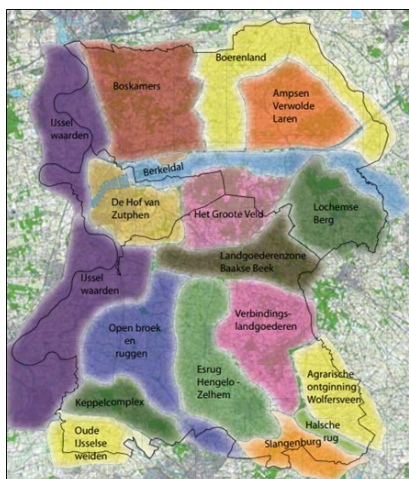 Boerenland
Boskamers
Ampsen
Verwolde
Laren
IJssel
waarden
Berkeldal
De Hof van
Zutphen
Het Groote Veld
Lochemse
Berg
Landgoederenzone
Baakse Beek
IJssel
waarden
Verbindings-
landgoederen
Open broek
en
ruggen
Esrug
Hengelo -
Zelhem
Agrarische
ontginning
Wolfersveen
Keppelcomplex
Halsche
rug
Oude
IJsselse
weiden
Slangenburg